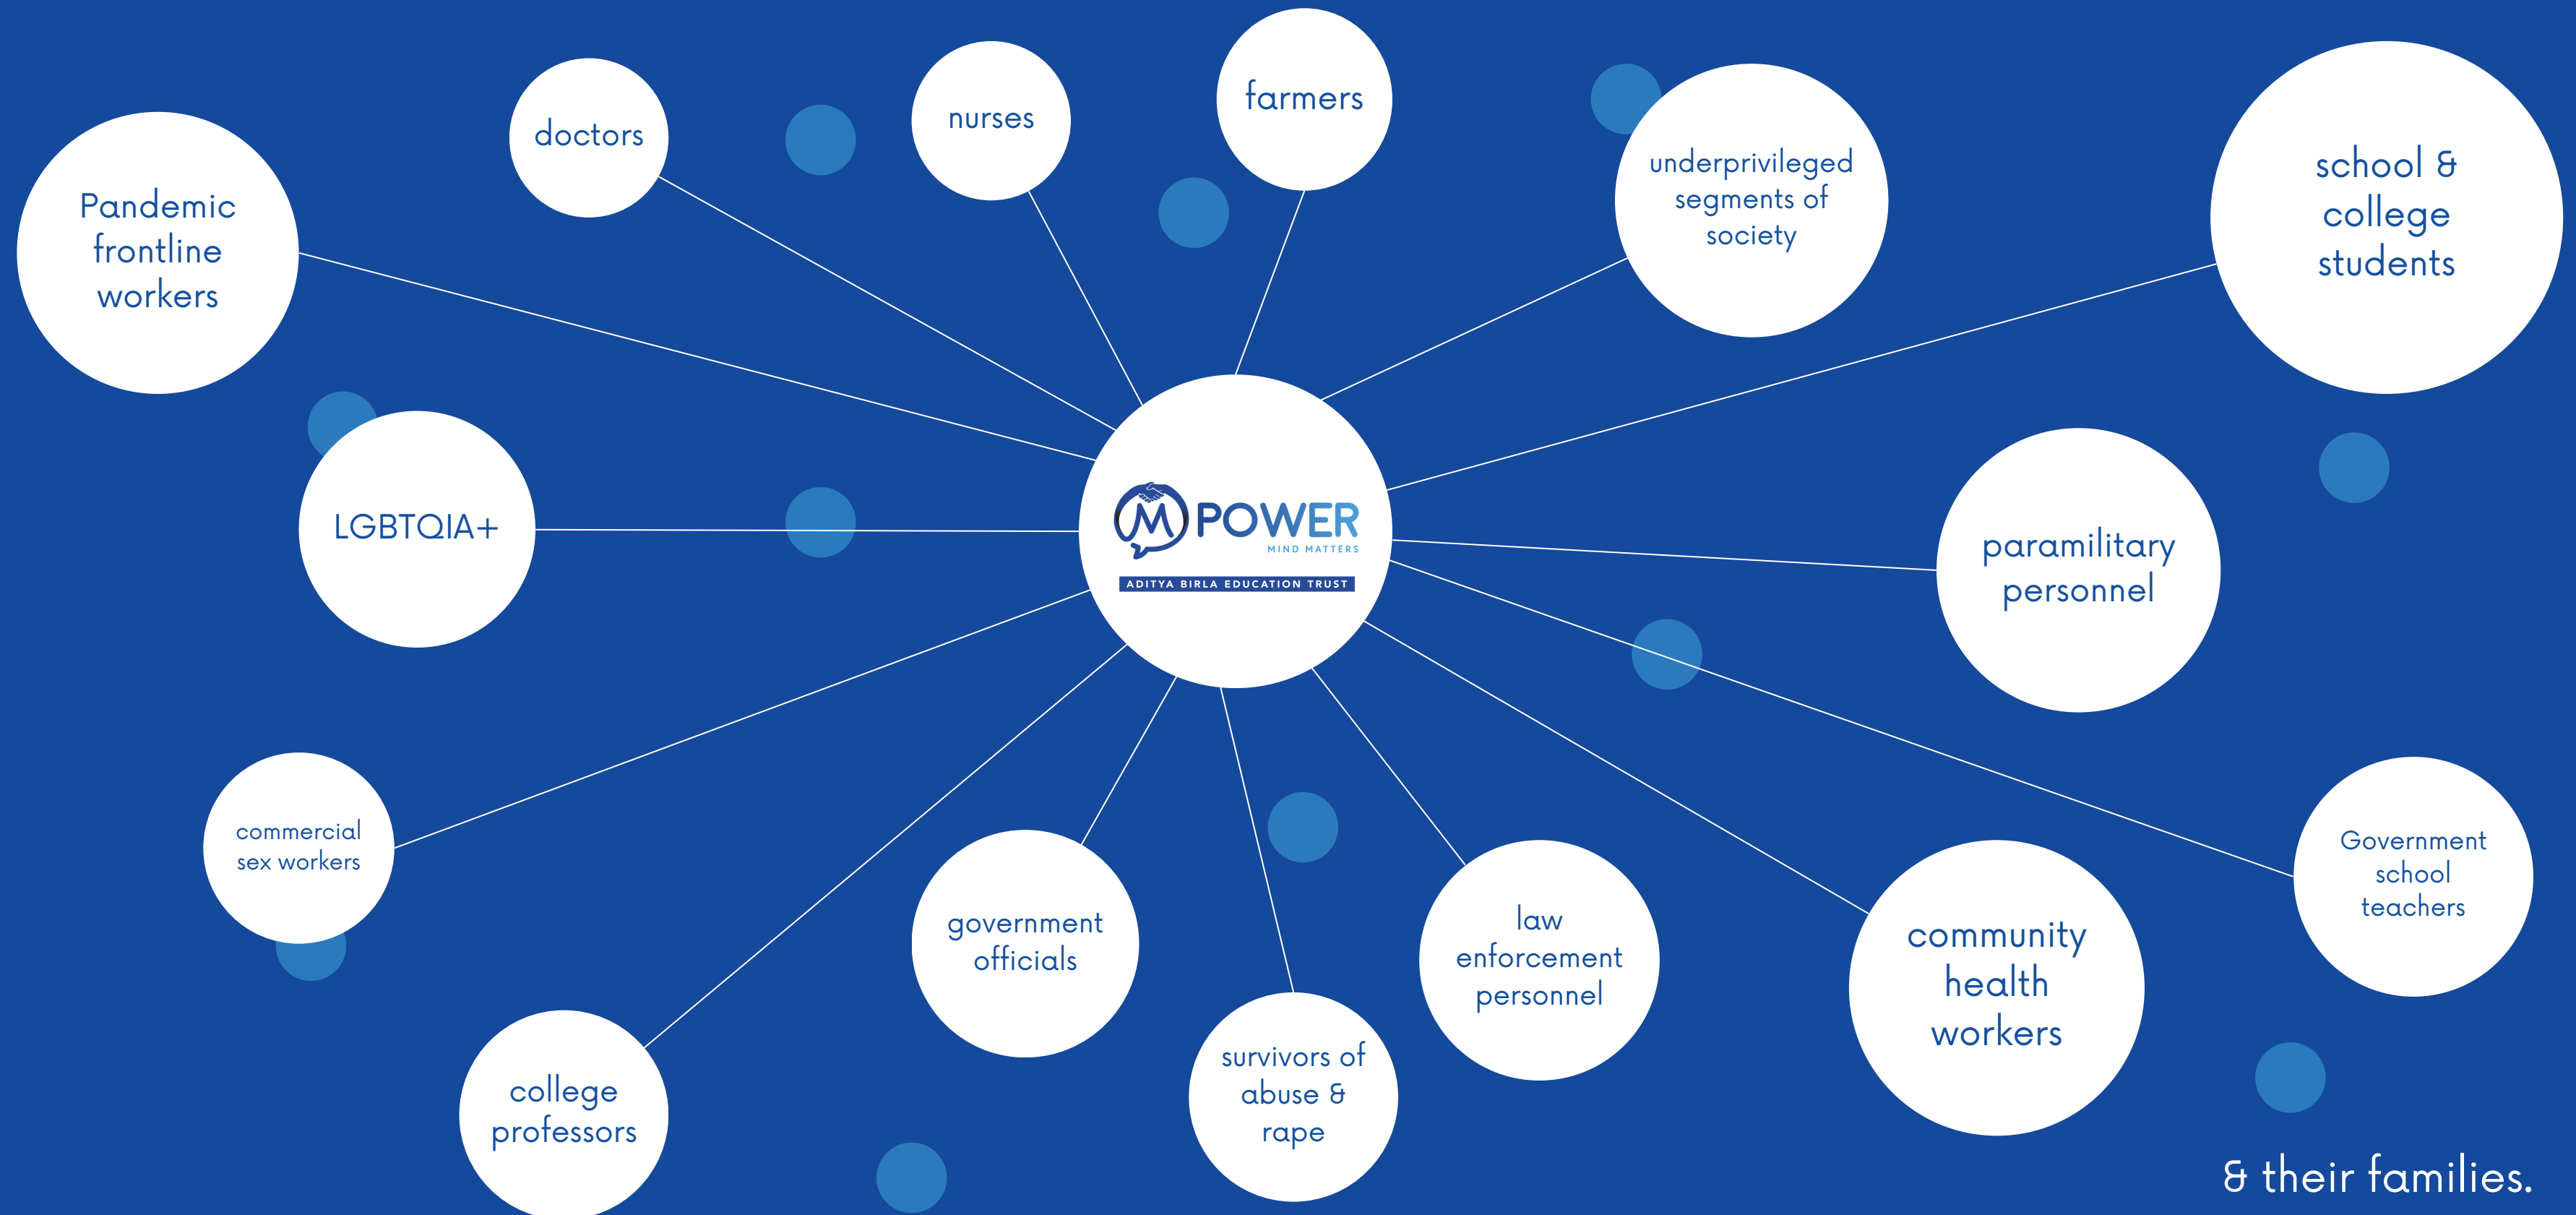 Pandemic
frontline
workers
doctors
nurses
farmers
underprivileged
segments of
society
school &
college
students
LGBTQIA+
M POWER
MIND MATTERS
ADITYA BIRLA EDUCATION TRUST
paramilitary
personnel
commercial
sex workers
college
professors
government
officials
survivors of
abuse &
rape
law
enforcement
personnel
community
health
workers
Government
school
teachers
& their families.